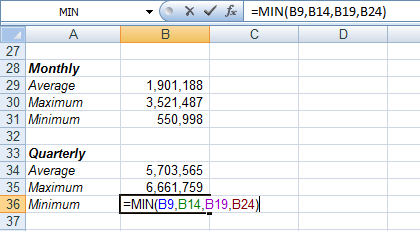 MIN fx =MIN(B9,B14,B19,B24)
A B C D
27
28 Monthly
29 Average 1,901,188
30 Maximum 3,521,487
31 Minimum 550,998
32
33 Quarterly
34 Average 5,703,565
35 Maximum 6,661,759
36 Minimum =MIN(B9,B14,B19,B24)
37